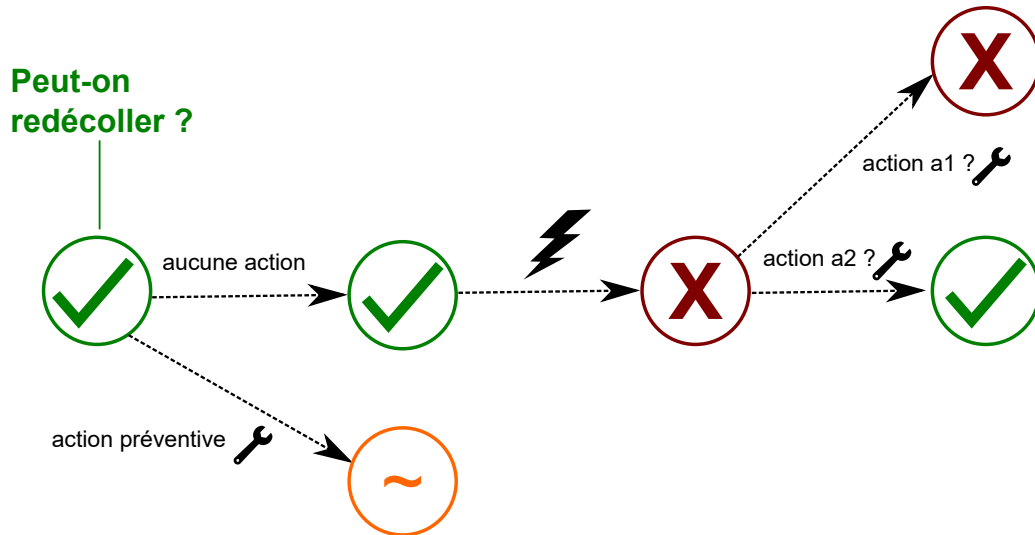 Peut-on
redécoller ?
action a1 ?
aucune action
action a2 ?
action préventive
~
X
X